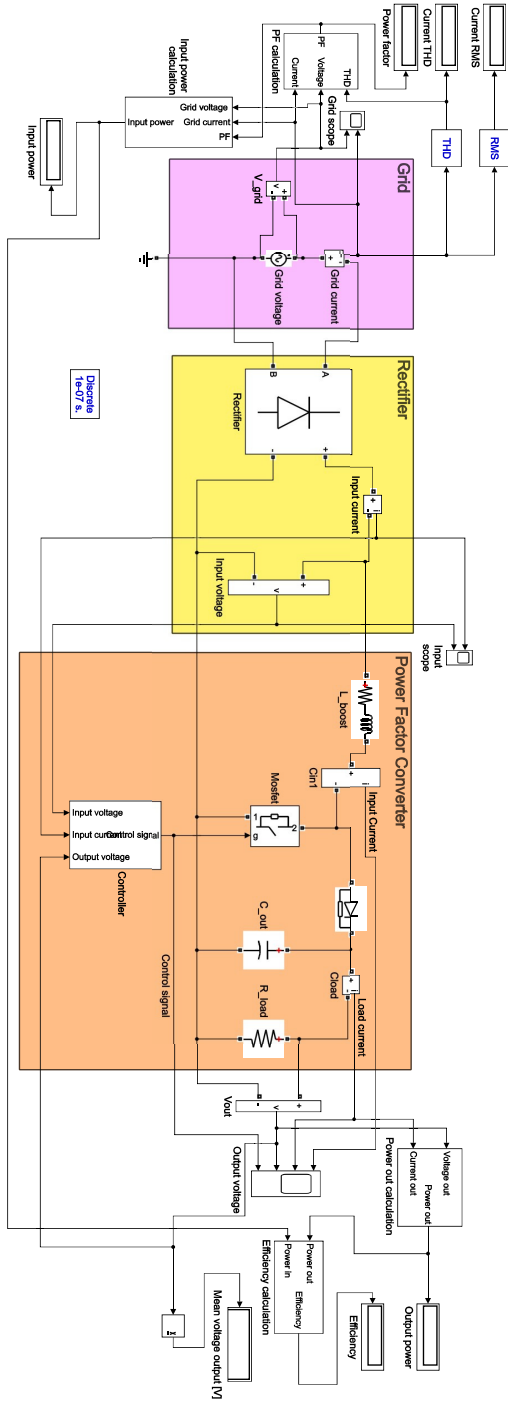 Current RMS
Current THD
Power factor
RMS
THD
PF calculation
PF
Voltage
Current
THD
Grid scope
Input power
calculation
Grid voltage
Grid current
PF
Input power
Input power
Grid
V_grid
v
+
-
Grid voltage
Grid current
+
i
-
Discrete
1e-07 s.
Rectifier
A
B
+
-
Rectifier
Input current
+
i
-
Input voltage
+
-
v
Input
scope
Power Factor Converter
L_boost
Input Current
Cin1
+
i
-
Mosfet
1
2
g
Input voltage
Input current
Output voltage
Control signal
Controller
Control signal
C_out
+
Load current
Cload
+
i
-
R_load
+
Vout
+
-
v
Output voltage
Voltage out
Current out
Power out
Power out calculation
Output power
Power out
Power in
Efficiency
Efficiency calculation
Efficiency
x
Mean voltage output [V]